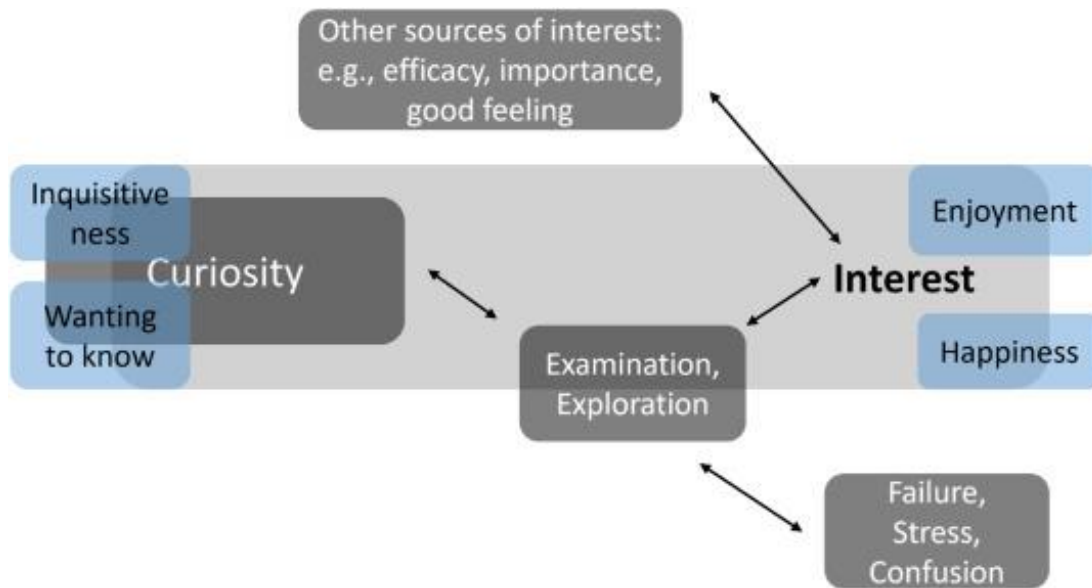 Other sources of interest:
e.g., efficacy, importance,
good feeling
Inquisitive
ness
Curiosity
Wanting
to know
Examination,
Exploration
Enjoyment
Interest
Happiness
Failure,
Stress,
Confusion